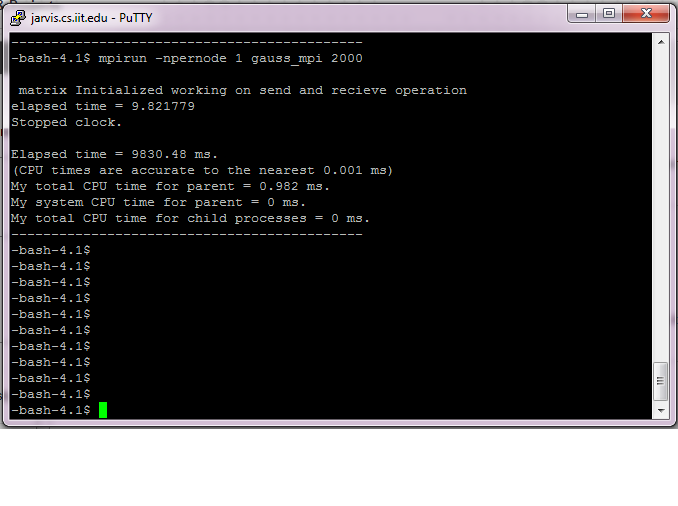 jarvis.cs.iit.edu - PuTTY
--------------------------------------------
-bash-4.1$ mpirun -npernode 1 gauss_mpi 2000
matrix Initialized working on send and recieve operation
elapsed time = 9.821779
Stopped clock.
Elapsed time = 9830.48 ms.
(CPU times are accurate to the nearest 0.001 ms)
My total CPU time for parent = 0.982 ms.
My system CPU time for parent = 0 ms.
My total CPU time for child processes = 0 ms.
--------------------------------------------
-bash-4.1$
-bash-4.1$
-bash-4.1$
-bash-4.1$
-bash-4.1$
-bash-4.1$
-bash-4.1$
-bash-4.1$
-bash-4.1$
-bash-4.1$
-bash-4.1$